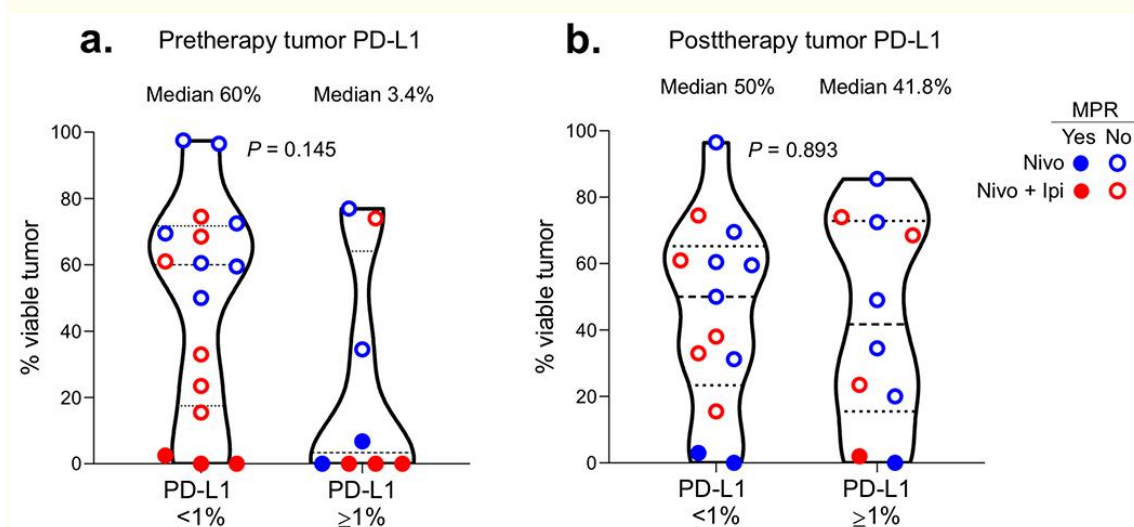 a.
Pretherapy tumor PD-L1
Median 60%
Median 3.4%
P = 0.145
% viable tumor
100
80
60
40
20
0
PD-L1
<1%
PD-L1
≥1%
b.
Posttherapy tumor PD-L1
Median 50%
Median 41.8%
P = 0.893
% viable tumor
100
80
60
40
20
0
PD-L1
<1%
PD-L1
≥1%
MPR
Yes No
Nivo
Nivo + Ipi